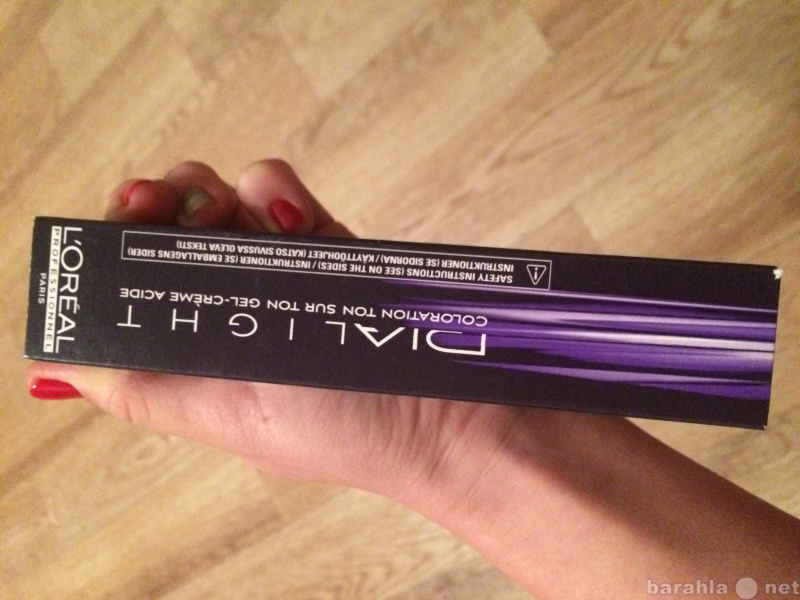 L'ORÉAL
PROFESSIONNEL
PARIS
DIALIGHT
COLORATION TON SUR TON GEL-CRÈME ACIDE
SAFETY INSTRUCTIONS (SEE ON THE SIDES) / INSTRUKTIONER (SE EMBALLAGENS SIDER)
INSTRUKTIONER (SE SIDORNA) / KÄYTTÖOHJEET (KATSO SIVUSSA OLEVA TEKSTI)
barahla net